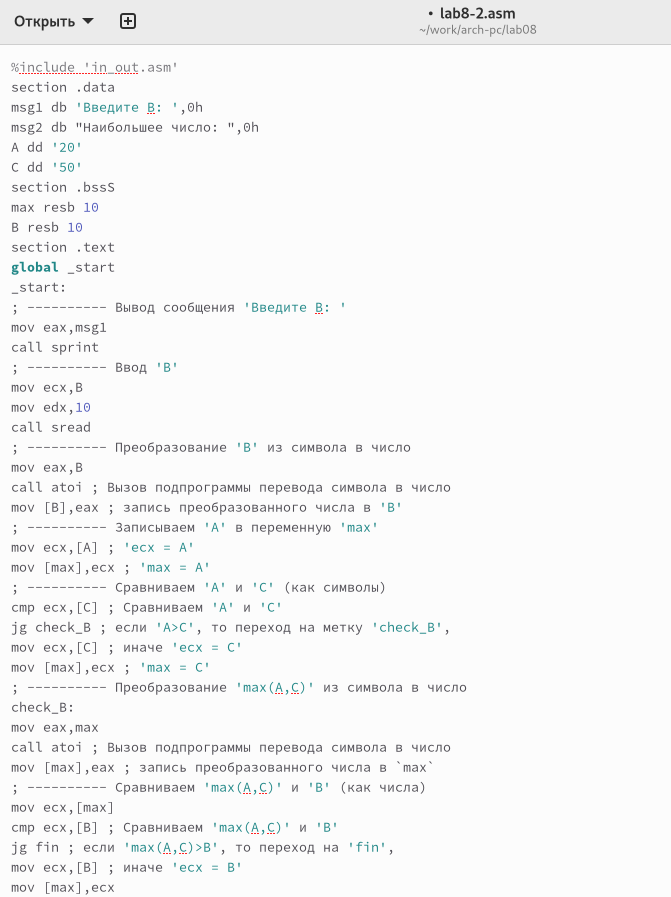 Открыть
• lab8-2.asm
~/work/arch-pc/lab08
%include 'in_out.asm'
section .data
msg1 db 'Введите B: ',0h
msg2 db "Наибольшее число: ",0h
A dd '20'
C dd '50'
section .bssS
max resb 10
B resb 10
section .text
global _start
_start:
; ---------- Вывод сообщения 'Введите B: '
mov eax,msg1
call sprint
; ---------- Ввод 'B'
mov ecx,B
mov edx,10
call sread
; ---------- Преобразование 'B' из символа в число
mov eax,B
call atoi ; Вызов подпрограммы перевода символа в число
mov [B],eax ; запись преобразованного числа в 'B'
; ---------- Записываем 'A' в переменную 'max'
mov ecx,[A] ; 'ecx = A'
mov [max],ecx ; 'max = A'
; ---------- Сравниваем 'A' и 'C' (как символы)
cmp ecx,[C] ; Сравниваем 'A' и 'C'
jg check_B ; если 'A>C', то переход на метку 'check_B',
mov ecx,[C] ; иначе 'ecx = C'
mov [max],ecx ; 'max = C'
; ---------- Преобразование 'max(A,C)' из символа в число
check_B:
mov eax,max
call atoi ; Вызов подпрограммы перевода символа в число
mov [max],eax ; запись преобразованного числа в `max`
; ---------- Сравниваем 'max(A,C)' и 'B' (как числа)
mov ecx,[max]
cmp ecx,[B] ; Сравниваем 'max(A,C)' и 'B'
jg fin ; если 'max(A,C)>B', то переход на 'fin',
mov ecx,[B] ; иначе 'ecx = B'
mov [max],ecx